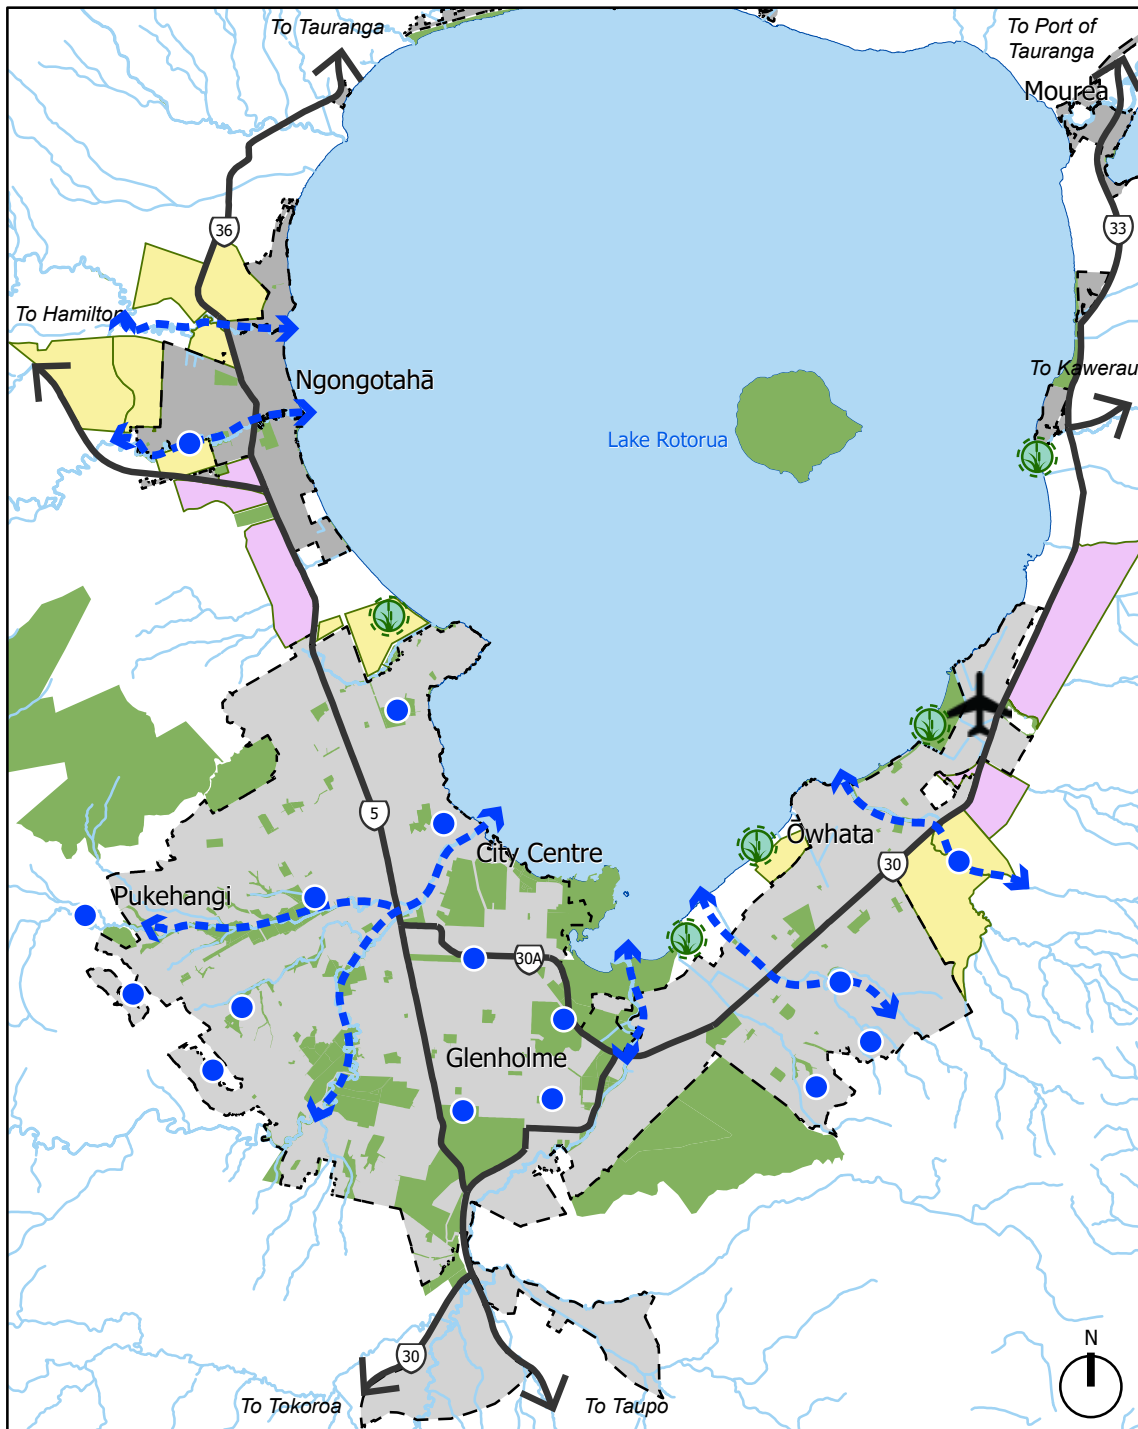 To Tauranga
To Port of
Tauranga
Mourea
36
33
To Hamilton
To Kawerau
Ngongotahā
Lake Rotorua
5
City Centre
Ōwhata
30
Pukehangi
30A
Glenholme
N
30
To Tokoroa
To Taupo